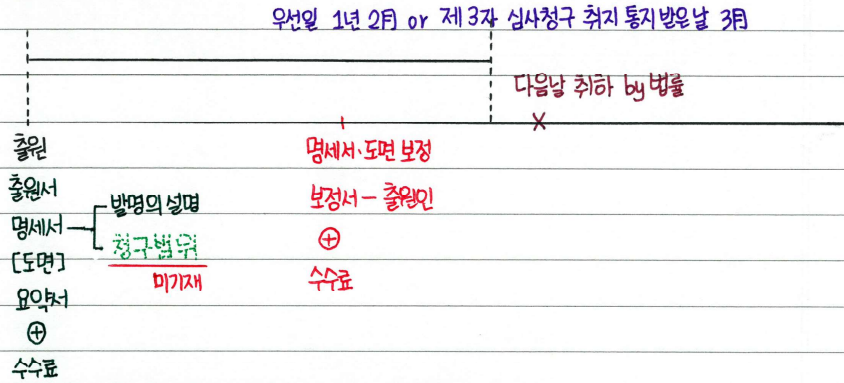 우선일 1년 2月 or 제3자 심사청구 취지 통지 받은 날 3月
다음날 취하 by 법률
출원
출원서
명세서
발명의 설명
청구범위
미기재
[도면]
요약서
⊕
수수료
명세서·도면 보정
보정서 - 출원인
⊕
수수료